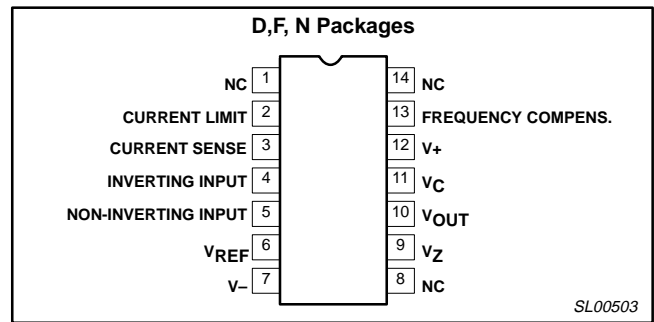 D,F, N Packages
NC 1 14 NC
CURRENT LIMIT 2 13 FREQUENCY COMPENS.
CURRENT SENSE 3 12 V+
INVERTING INPUT 4 11 VC
NON-INVERTING INPUT 5 10 VOUT
VREF 6 9 VZ
V– 7 8 NC
SL00503